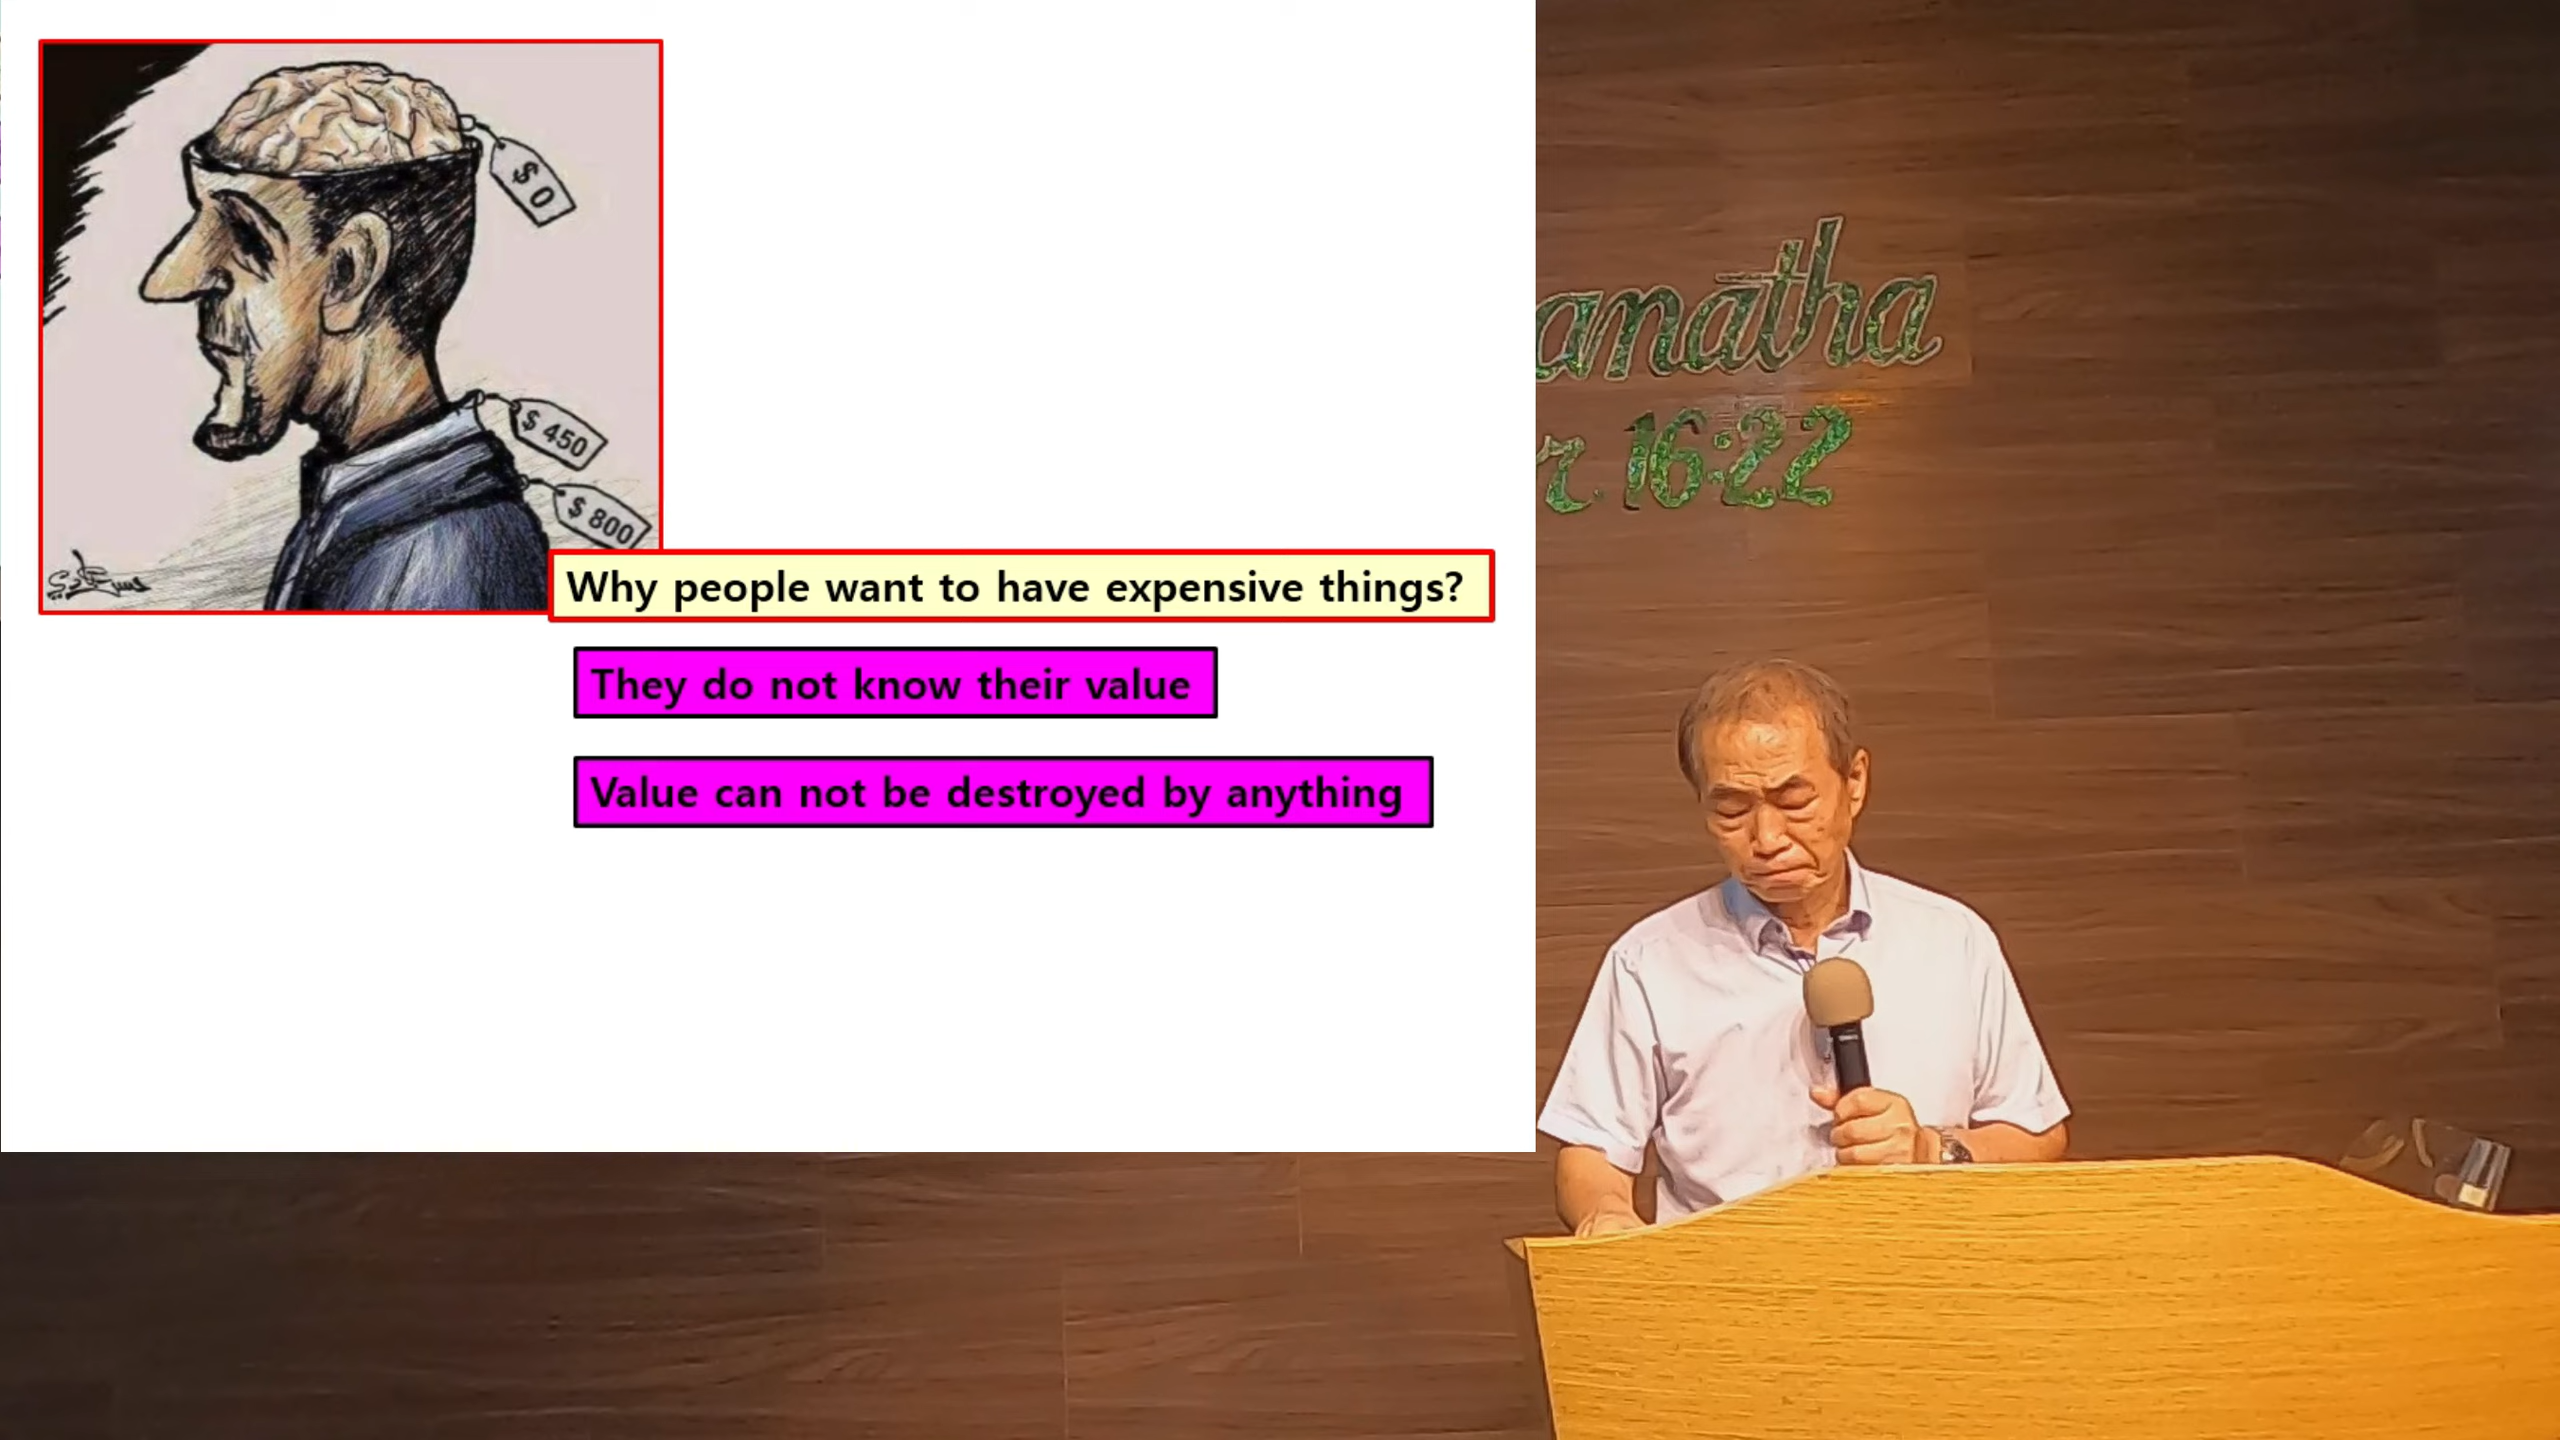 $ 0
$ 450
$ 800
Why people want to have expensive things?
They do not know their value
Value can not be destroyed by anything
anatha
r. 16:22